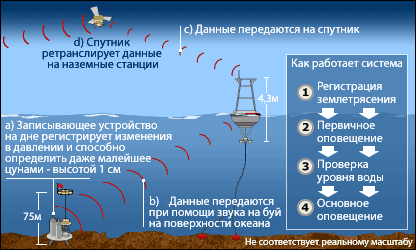 c) Данные передаются на спутник
d) Спутник
ретранслирует данные
на наземные станции
4,3м
Как работает система
1 Регистрация
землетрясения
2 Первичное
оповещение
3 Проверка
уровня воды
4 Основное
оповещение
a) Записывающее устройство
на дне регистрирует изменения
в давлении и способно
определить даже малейшее
цунами - высотой 1 см
75м
b) Данные передаются
при помощи звука на буй
на поверхности океана
Не соответствует реальному масштабу